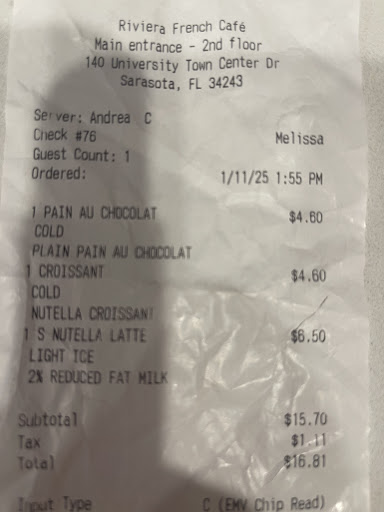 Riviera French Café
Main entrance - 2nd floor
140 University Town Center Dr
Sarasota, FL 34243
Server: Andrea C
Check #76 Melissa
Guest Count: 1
Ordered: 1/11/25 1:55 PM
1 PAIN AU CHOCOLAT $4.60
COLD
PLAIN PAIN AU CHOCOLAT
1 CROISSANT $4.60
COLD
NUTELLA CROISSANT
1 S NUTELLA LATTE $6.50
LIGHT ICE
2% REDUCED FAT MILK
Subtotal $15.70
Tax $1.11
Total $16.81
Input Type C (EMV Chip Read)